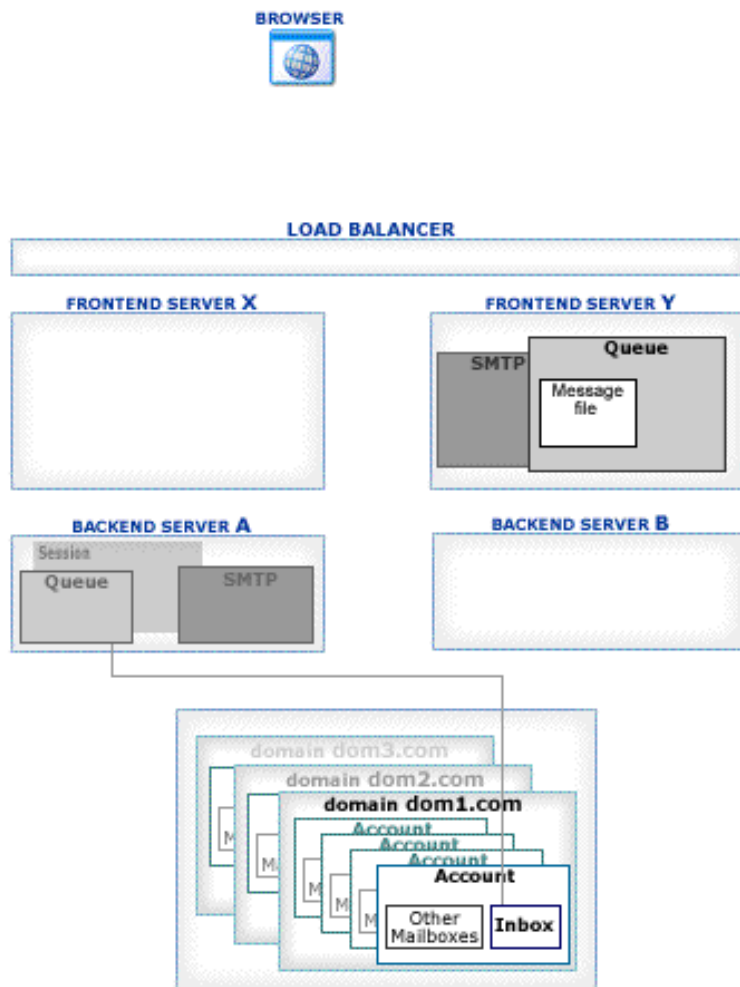 BROWSER
LOAD BALANCER
FRONTEND SERVER X
FRONTEND SERVER Y
Queue
SMTP
Message
file
BACKEND SERVER A
BACKEND SERVER B
Session
Queue
SMTP
domain dom3.com
domain dom2.com
domain dom1.com
Account
Account
Account
Account
M
Ma
M
M
M
Other
Mailboxes
Inbox